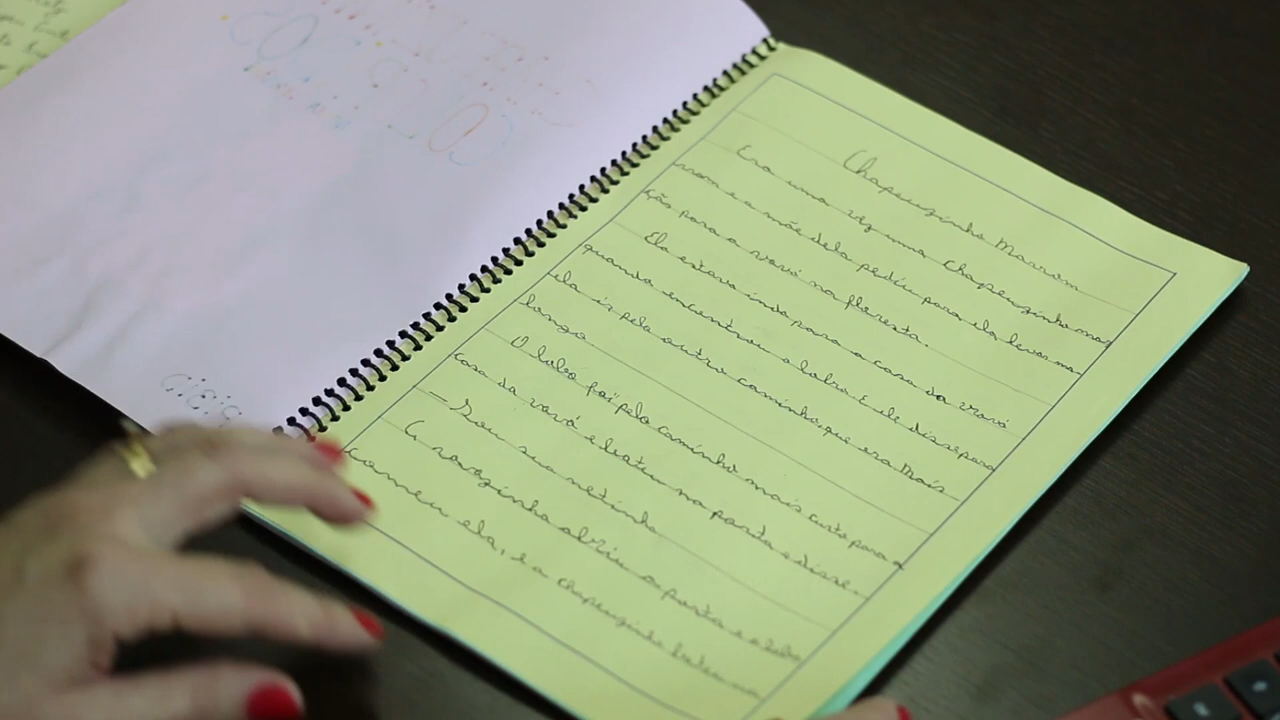 Chapeuzinho Marrom
Era uma vez uma Chapeuzinho mar
rom e a mãe dela pediu para ela levar ma
çãs para a vovó na floresta.
Ela estava indo para a casa da vovó
quando encontrou o lobo. E ele disse para
ela ir pelo outro caminho que era mais
longo
O lobo foi pelo caminho mais curto para a
casa da vovó e bateu na porta e disse.
- Sou sua netinha
A vovozinha abriu a porta e o lobo
comeu ela, e a chapeuzinho bateu na